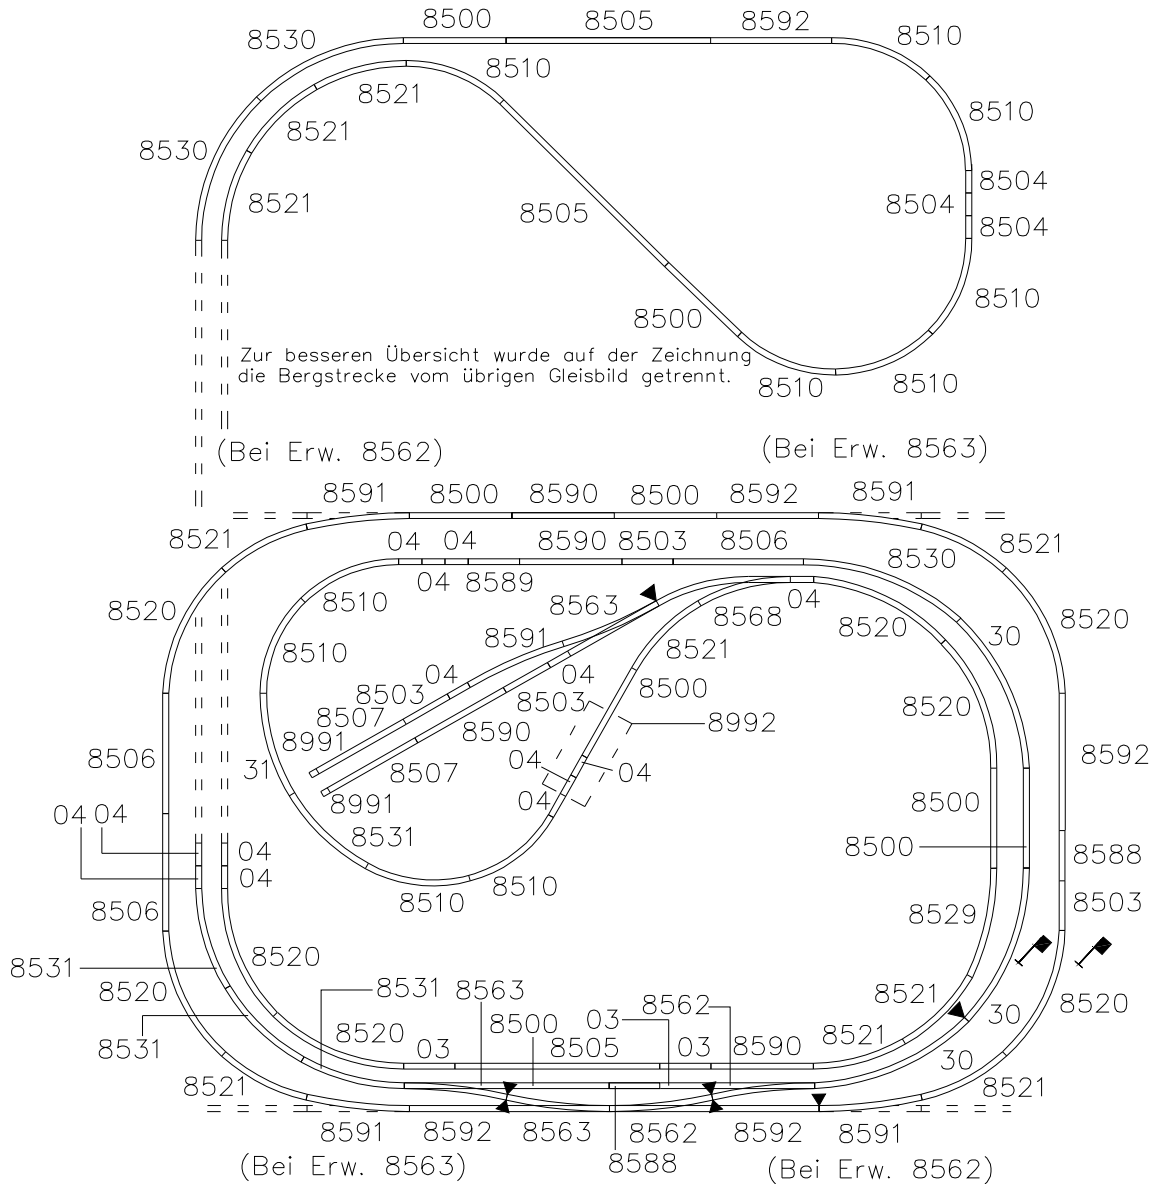 8500 8505 8592
8530 8510
8510
8521
8521 8510
8530
8504
8521 8504
8505 8504
8510
8500
Zur besseren Übersicht wurde auf der Zeichnung
die Bergstrecke vom übrigen Gleisbild getrennt.
8510 8510
(Bei Erw. 8562) (Bei Erw. 8563)
8591 8500 8590 8500 8592 8591
8521 04 04 8590 8503 8506 8530 8521
04 8589
8510 8563 8568 04
8520 8520 8520
8591 30
8510 8521
04 04 8500
8503 8503 8520
8507 8590 8992
8991
8506 31 8507 04 04 8592
8991 04 8500
04 04
8531
04 8500 8588
04
8506 8510 8510 8529 8503
8520
8531
8520 8531 8563 8562 8521 8520
8500 03 30
8531 8520 03 8505 03 8590 8521
30
8521 8521
8591 8592 8563 8562 8592 8591
8588
(Bei Erw. 8563) (Bei Erw. 8562)